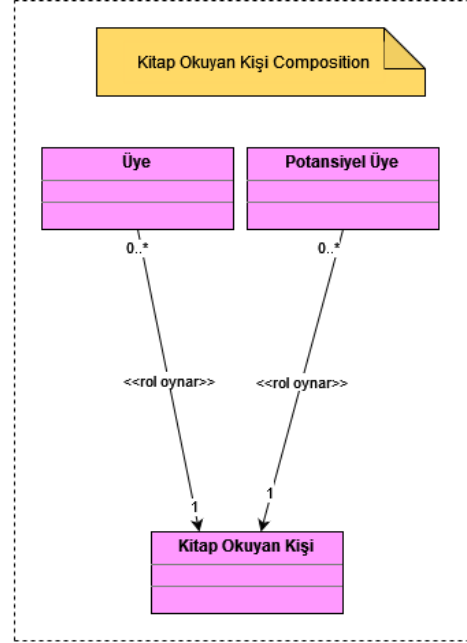 Kitap Okuyan Kişi Composition
Üye
Potansiyel Üye
0..*
0..*
<<rol oynar>>
<<rol oynar>>
1
1
Kitap Okuyan Kişi